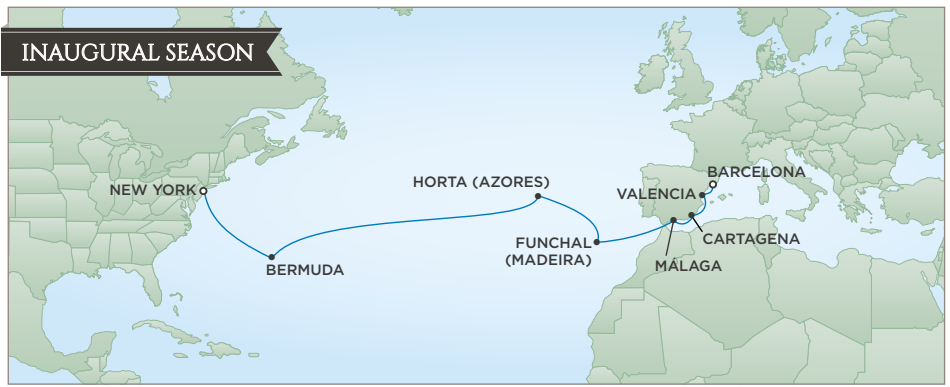 INAUGURAL SEASON
NEW YORK
BERMUDA
HORTA (AZORES)
FUNCHAL
(MADEIRA)
BARCELONA
VALENCIA
CARTAGENA
MÁLAGA